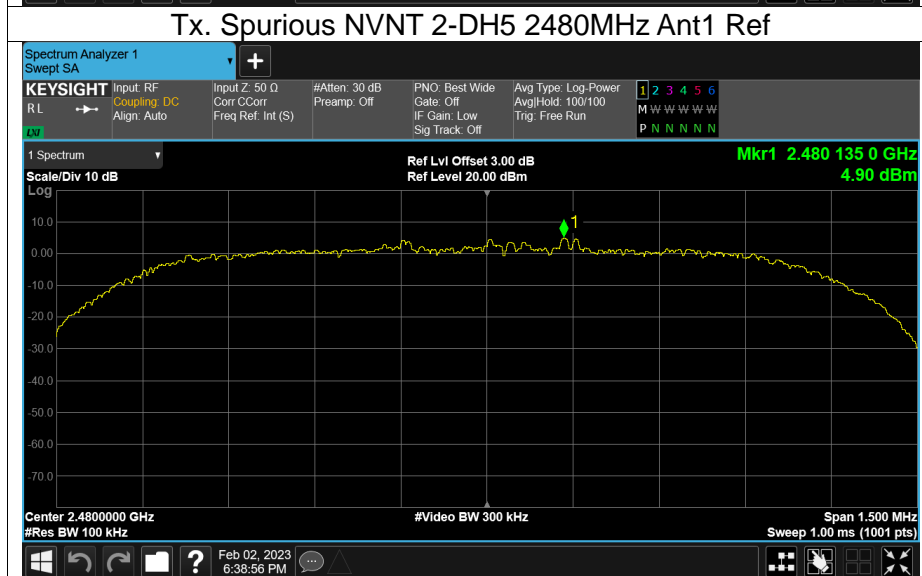 Tx. Spurious NVNT 2-DH5 2480MHz Ant1 Ref
Spectrum Analyzer 1
Swept SA
+
KEYSIGHT
RL
LXI
Input: RF
Coupling: DC
Align: Auto
Input Z: 50 Ω
Corr CCorr
Freq Ref: Int (S)
#Atten: 30 dB
Preamp: Off
PNO: Best Wide
Gate: Off
IF Gain: Low
Sig Track: Off
Avg Type: Log-Power
Avg|Hold: 100/100
Trig: Free Run
1 2 3 4 5 6
M W W W W W
P N N N N N
1 Spectrum
Scale/Div 10 dB
Ref Lvl Offset 3.00 dB
Ref Level 20.00 dBm
Mkr1 2.480 135 0 GHz
4.90 dBm
Log
1
10.0
0.00
-10.0
-20.0
-30.0
-40.0
-50.0
-60.0
-70.0
Center 2.4800000 GHz
#Res BW 100 kHz
#Video BW 300 kHz
Span 1.500 MHz
Sweep 1.00 ms (1001 pts)
?
Feb 02, 2023
6:38:56 PM